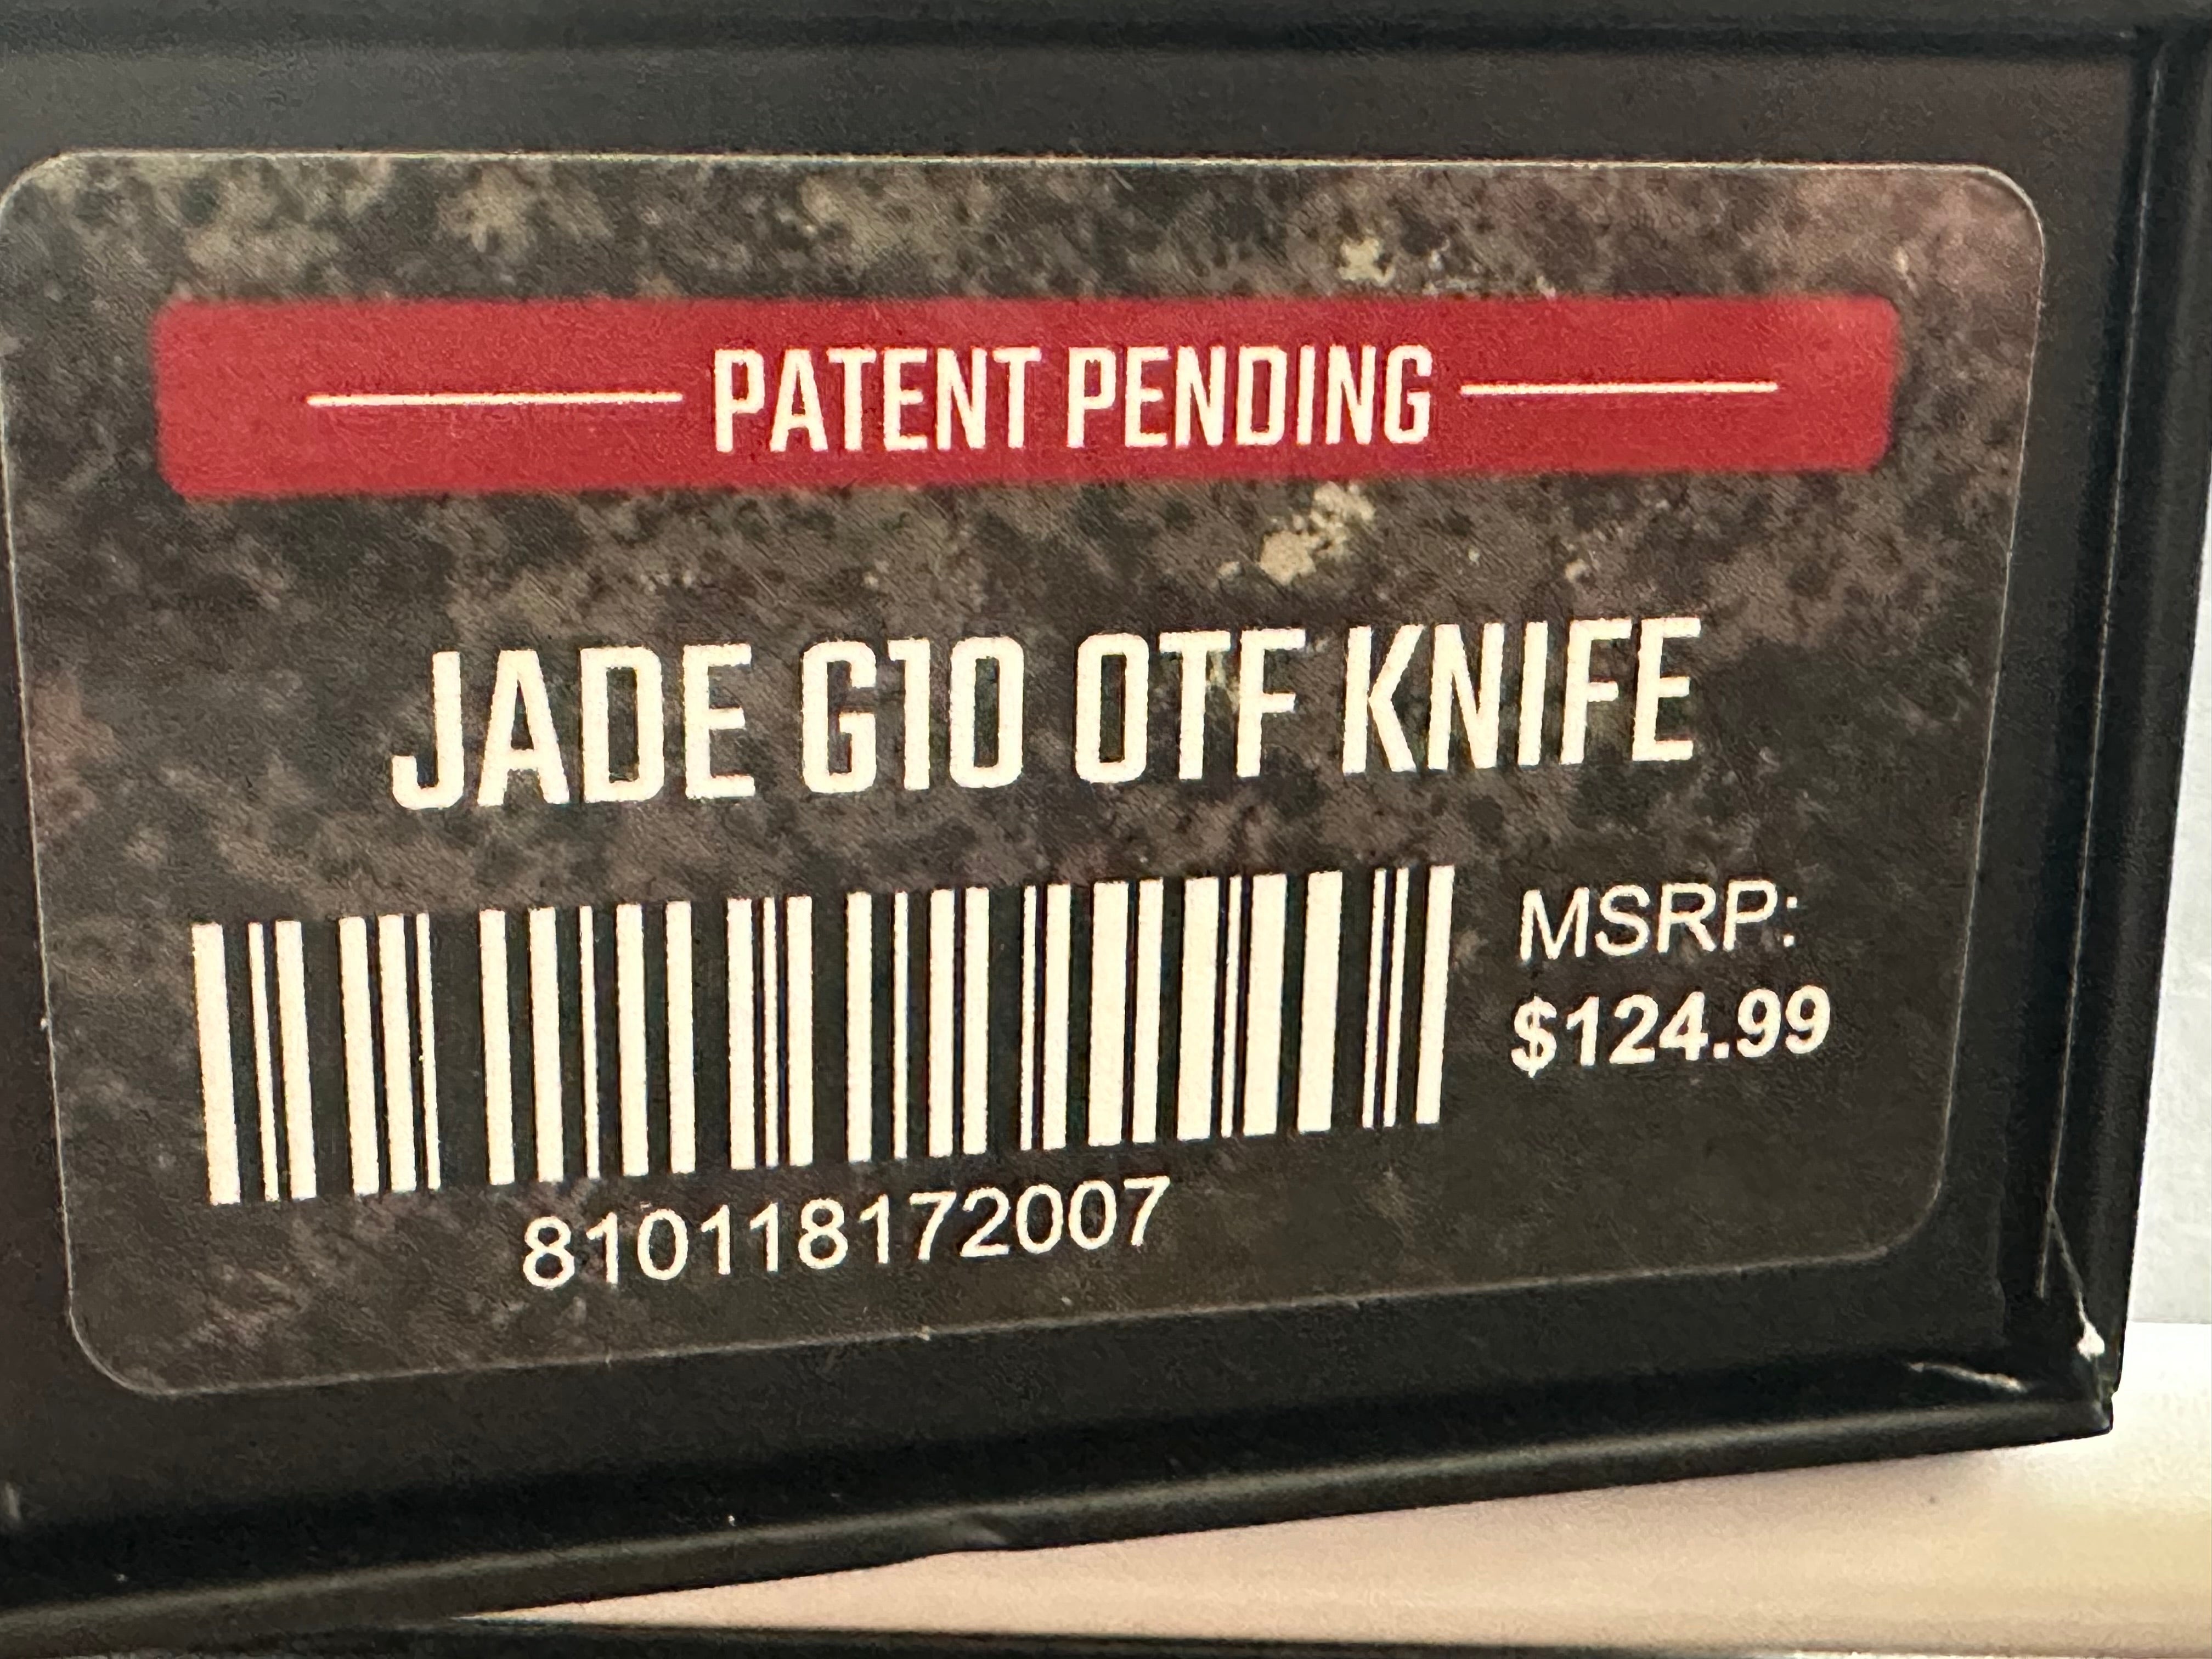 PATENT PENDING
JADE G10 OTF KNIFE
MSRP:
$124.99
810118172007